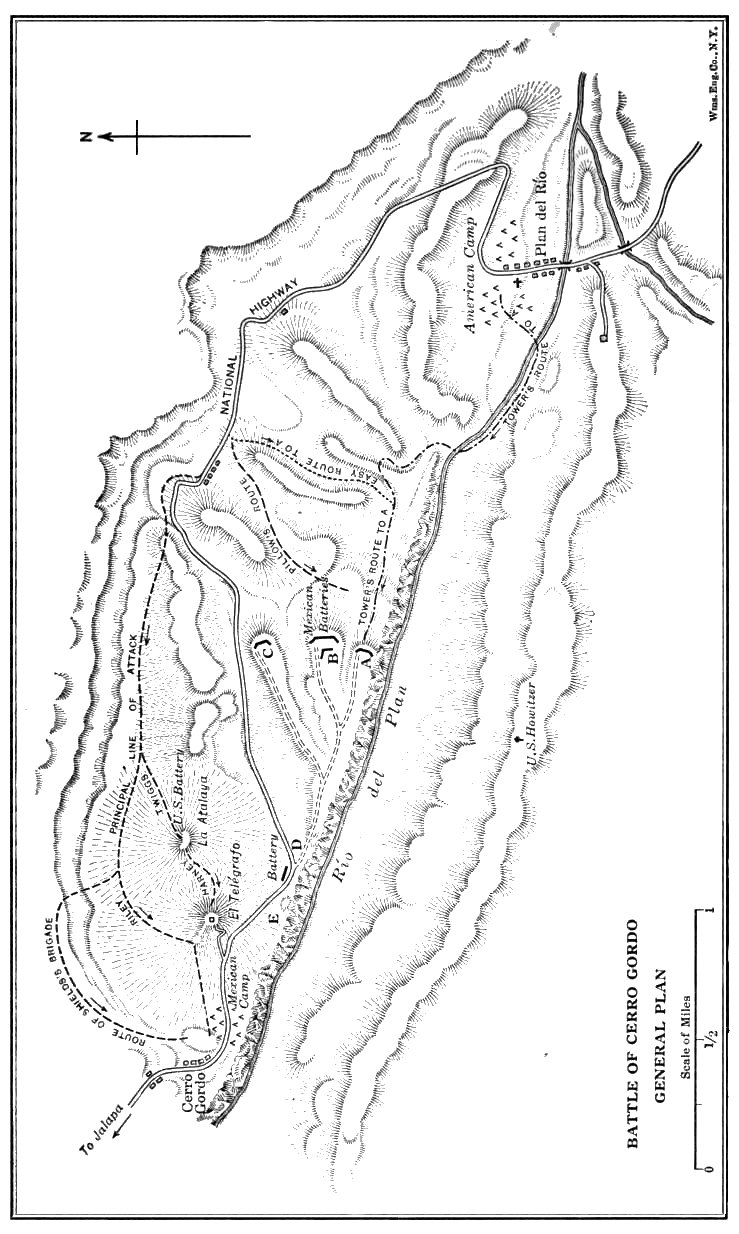 BATTLE OF CERRO GORDO
GENERAL PLAN
Scale of Miles
0
1/2
1
N
To Jalapa
Cerro
Gordo
ROUTE OF SHIELDS'S BRIGADE
Mexican
Camp
RILEY
PRINCIPAL LINE OF ATTACK
TWIGGS
U.S. Battery
La Atalaya
HARNEY
El Telégrafo
Battery
D
E
C
Mexican
Batteries
B
A
PILLOW'S ROUTE
EASY ROUTE TO A
TOWER'S ROUTE TO A
NATIONAL HIGHWAY
American Camp
Plan del Río
TOWER'S ROUTE TO A
Río del Plan
U.S. Howitzer
Wms. Eng. Co., N.Y.